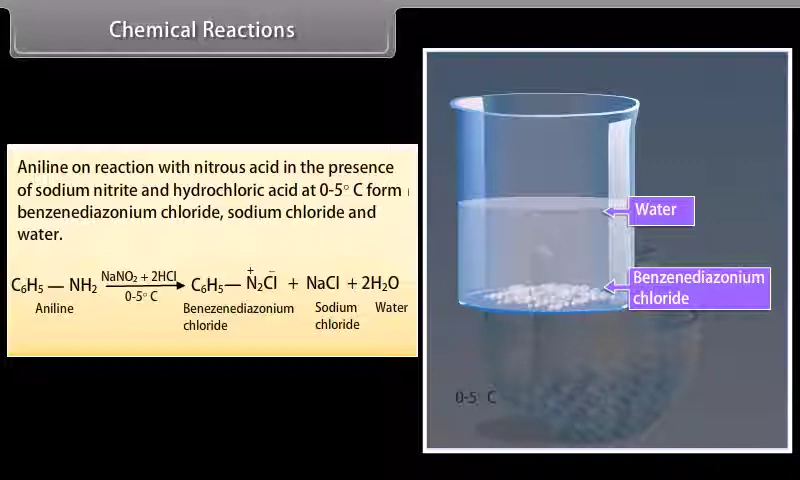 Chemical Reactions
Aniline on reaction with nitrous acid in the presence
of sodium nitrite and hydrochloric acid at 0-5° C form
benzenediazonium chloride, sodium chloride and
water.
C₆H₅ — NH₂ NaNO₂ + 2HCl 0-5° C C₆H₅— N₂⁺Cl⁻ + NaCl + 2H₂O
Aniline Benezenediazonium chloride Sodium chloride Water
Water
Benzenediazonium
chloride
0-5° C